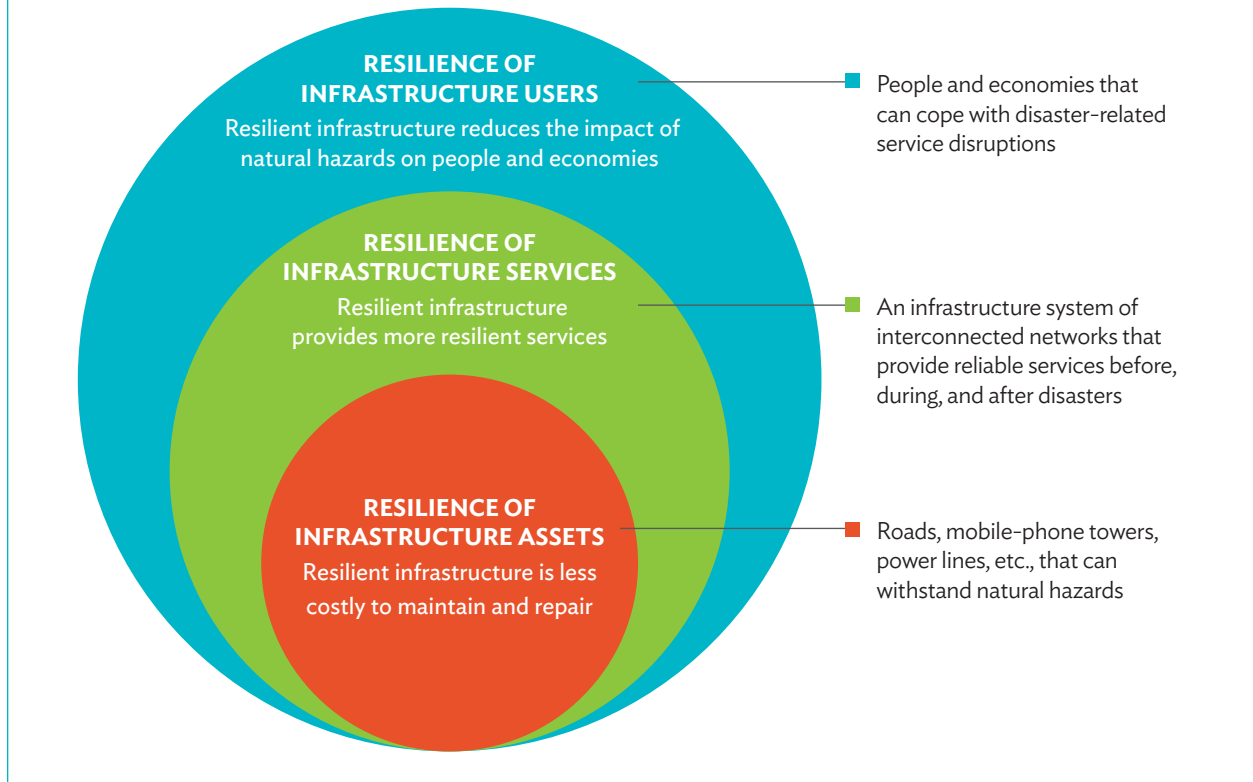 RESILIENCE OF
INFRASTRUCTURE USERS
Resilient infrastructure reduces the impact of
natural hazards on people and economies
People and economies that
can cope with disaster-related
service disruptions
RESILIENCE OF
INFRASTRUCTURE SERVICES
Resilient infrastructure
provides more resilient services
An infrastructure system of
interconnected networks that
provide reliable services before,
during, and after disasters
RESILIENCE OF
INFRASTRUCTURE ASSETS
Resilient infrastructure is less
costly to maintain and repair
Roads, mobile-phone towers,
power lines, etc., that can
withstand natural hazards